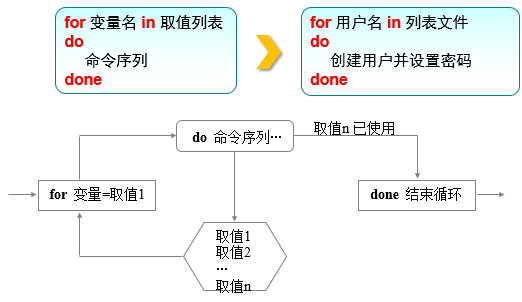 for 变量名 in 取值列表
do
命令序列
done
for 用户名 in 列表文件
do
创建用户并设置密码
done
do 命令序列…
取值n 已使用
for 变量=取值1
done 结束循环
取值1
取值2
…
取值n